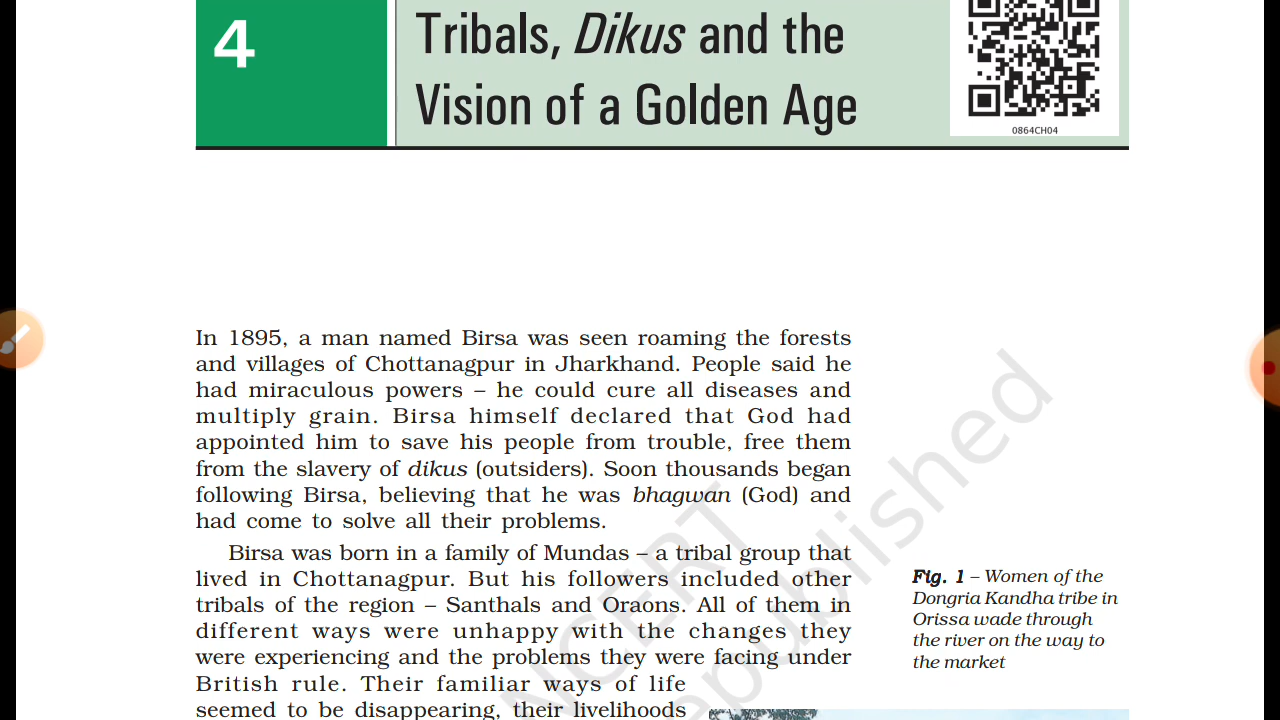 4
Tribals, Dikus and the
Vision of a Golden Age
0864CH04
In 1895, a man named Birsa was seen roaming the forests
and villages of Chottanagpur in Jharkhand. People said he
had miraculous powers – he could cure all diseases and
multiply grain. Birsa himself declared that God had
appointed him to save his people from trouble, free them
from the slavery of dikus (outsiders). Soon thousands began
following Birsa, believing that he was bhagwan (God) and
had come to solve all their problems.
Birsa was born in a family of Mundas – a tribal group that
lived in Chottanagpur. But his followers included other
tribals of the region – Santhals and Oraons. All of them in
different ways were unhappy with the changes they
were experiencing and the problems they were facing under
British rule. Their familiar ways of life
seemed to be disappearing, their livelihoods
Fig. 1 – Women of the
Dongria Kandha tribe in
Orissa wade through
the river on the way to
the market
NCERT
republished